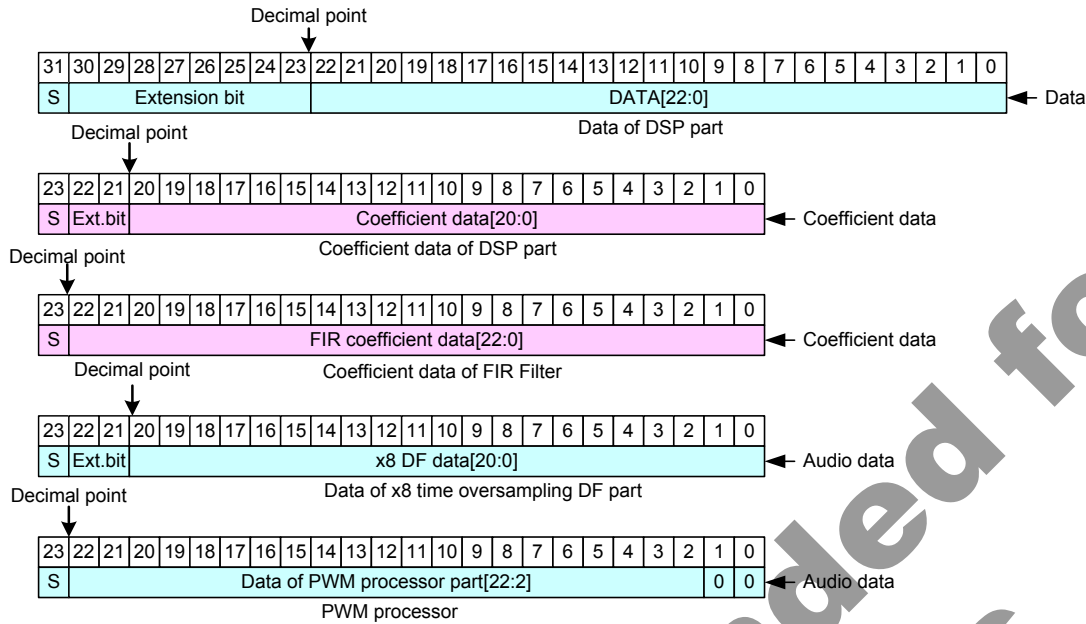 Decimal point
31 30 29 28 27 26 25 24 23 22 21 20 19 18 17 16 15 14 13 12 11 10 9 8 7 6 5 4 3 2 1 0
S Extension bit DATA[22:0] Data
Data of DSP part
Decimal point
23 22 21 20 19 18 17 16 15 14 13 12 11 10 9 8 7 6 5 4 3 2 1 0
S Ext.bit Coefficient data[20:0] Coefficient data
Coefficient data of DSP part
Decimal point
23 22 21 20 19 18 17 16 15 14 13 12 11 10 9 8 7 6 5 4 3 2 1 0
S FIR coefficient data[22:0] Coefficient data
Coefficient data of FIR Filter
Decimal point
23 22 21 20 19 18 17 16 15 14 13 12 11 10 9 8 7 6 5 4 3 2 1 0
S Ext.bit x8 DF data[20:0] Audio data
Data of x8 time oversampling DF part
Decimal point
23 22 21 20 19 18 17 16 15 14 13 12 11 10 9 8 7 6 5 4 3 2 1 0
S Data of PWM processor part[22:2] 0 0 Audio data
PWM processor